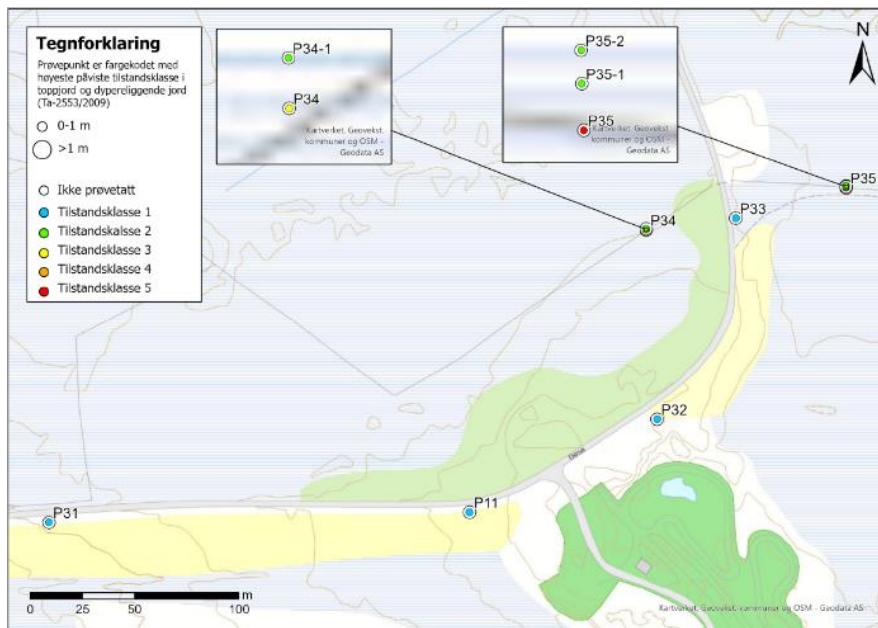 Tegnforklaring
Prøvepunkt er fargekodet med
høyeste påviste tilstandsklasse i
toppjord og dypereliggende jord
(Ta-2553/2009)
0-1 m
>1 m
Ikke prøvetatt
Tilstandsklasse 1
Tilstandskalsse 2
Tilstandsklasse 3
Tilstandsklasse 4
Tilstandsklasse 5
P34-1
P34
Kartverket, Geovekst,
kommuner og OSM -
Geodata AS
P35-2
P35-1
P35
Kartverket, Geovekst,
kommuner og OSM -
Geodata AS
N
P35
P33
P34
P32
P11
P31
m
0 25 50 100
Kartverket, Geovekst, kommuner og OSM - Geodata AS